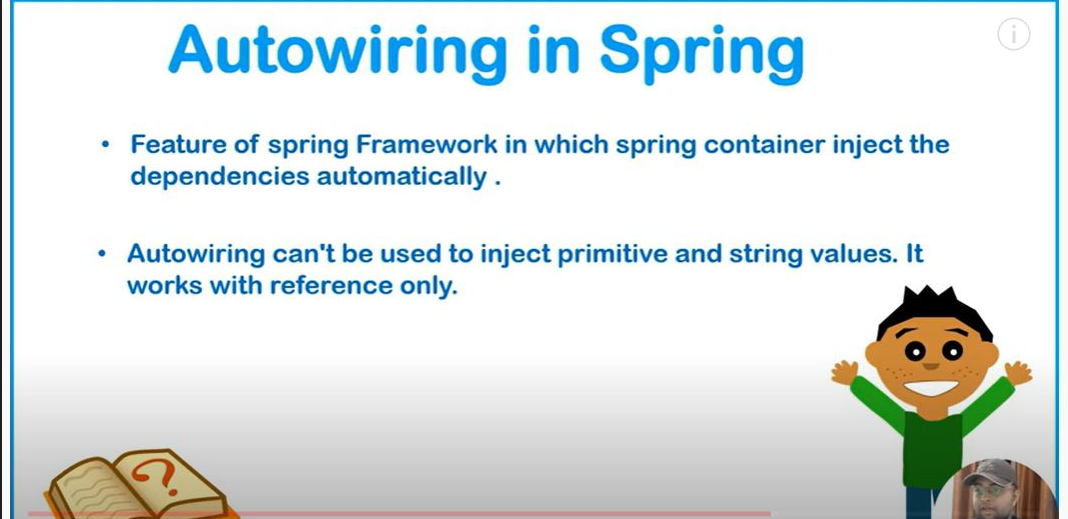 Autowiring in Spring
• Feature of spring Framework in which spring container inject the
dependencies automatically .
• Autowiring can't be used to inject primitive and string values. It
works with reference only.
?